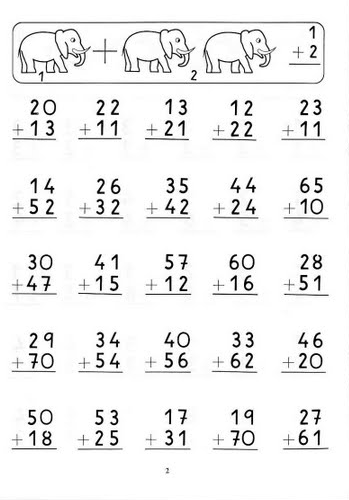 1
1 + 2 + 2
20 22 13 12 23
+ 13 + 11 + 21 + 22 + 11
14 26 35 44 65
+ 52 + 32 + 42 + 24 + 10
30 41 57 60 28
+ 47 + 15 + 12 + 16 + 51
29 34 40 33 46
+ 70 + 54 + 56 + 62 + 20
50 53 17 19 27
+ 18 + 25 + 31 + 70 + 61
2